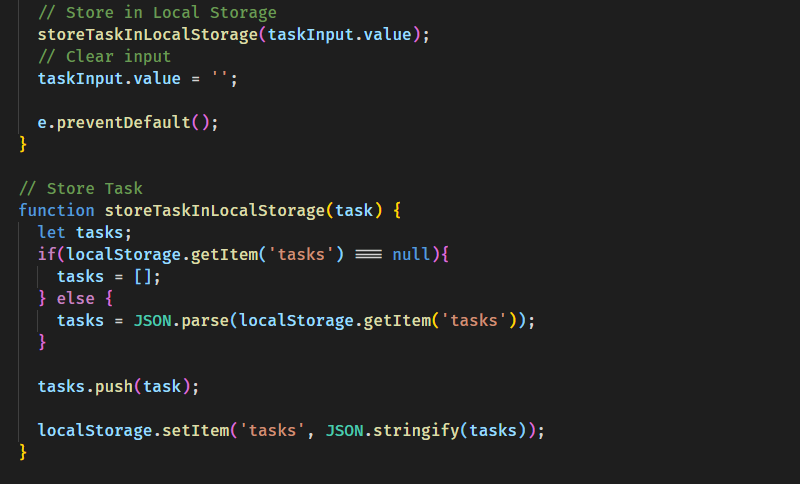 // Store in Local Storage
storeTaskInLocalStorage(taskInput.value);
// Clear input
taskInput.value = '';
e.preventDefault();
}
// Store Task
function storeTaskInLocalStorage(task) {
let tasks;
if(localStorage.getItem('tasks') === null){
tasks = [];
} else {
tasks = JSON.parse(localStorage.getItem('tasks'));
}
tasks.push(task);
localStorage.setItem('tasks', JSON.stringify(tasks));
}